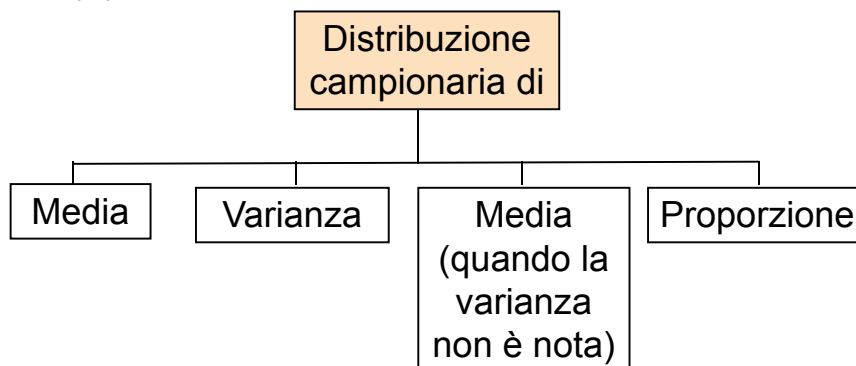 Distribuzione
campionaria di
Media
Varianza
Media
(quando la
varianza
non è nota)
Proporzione